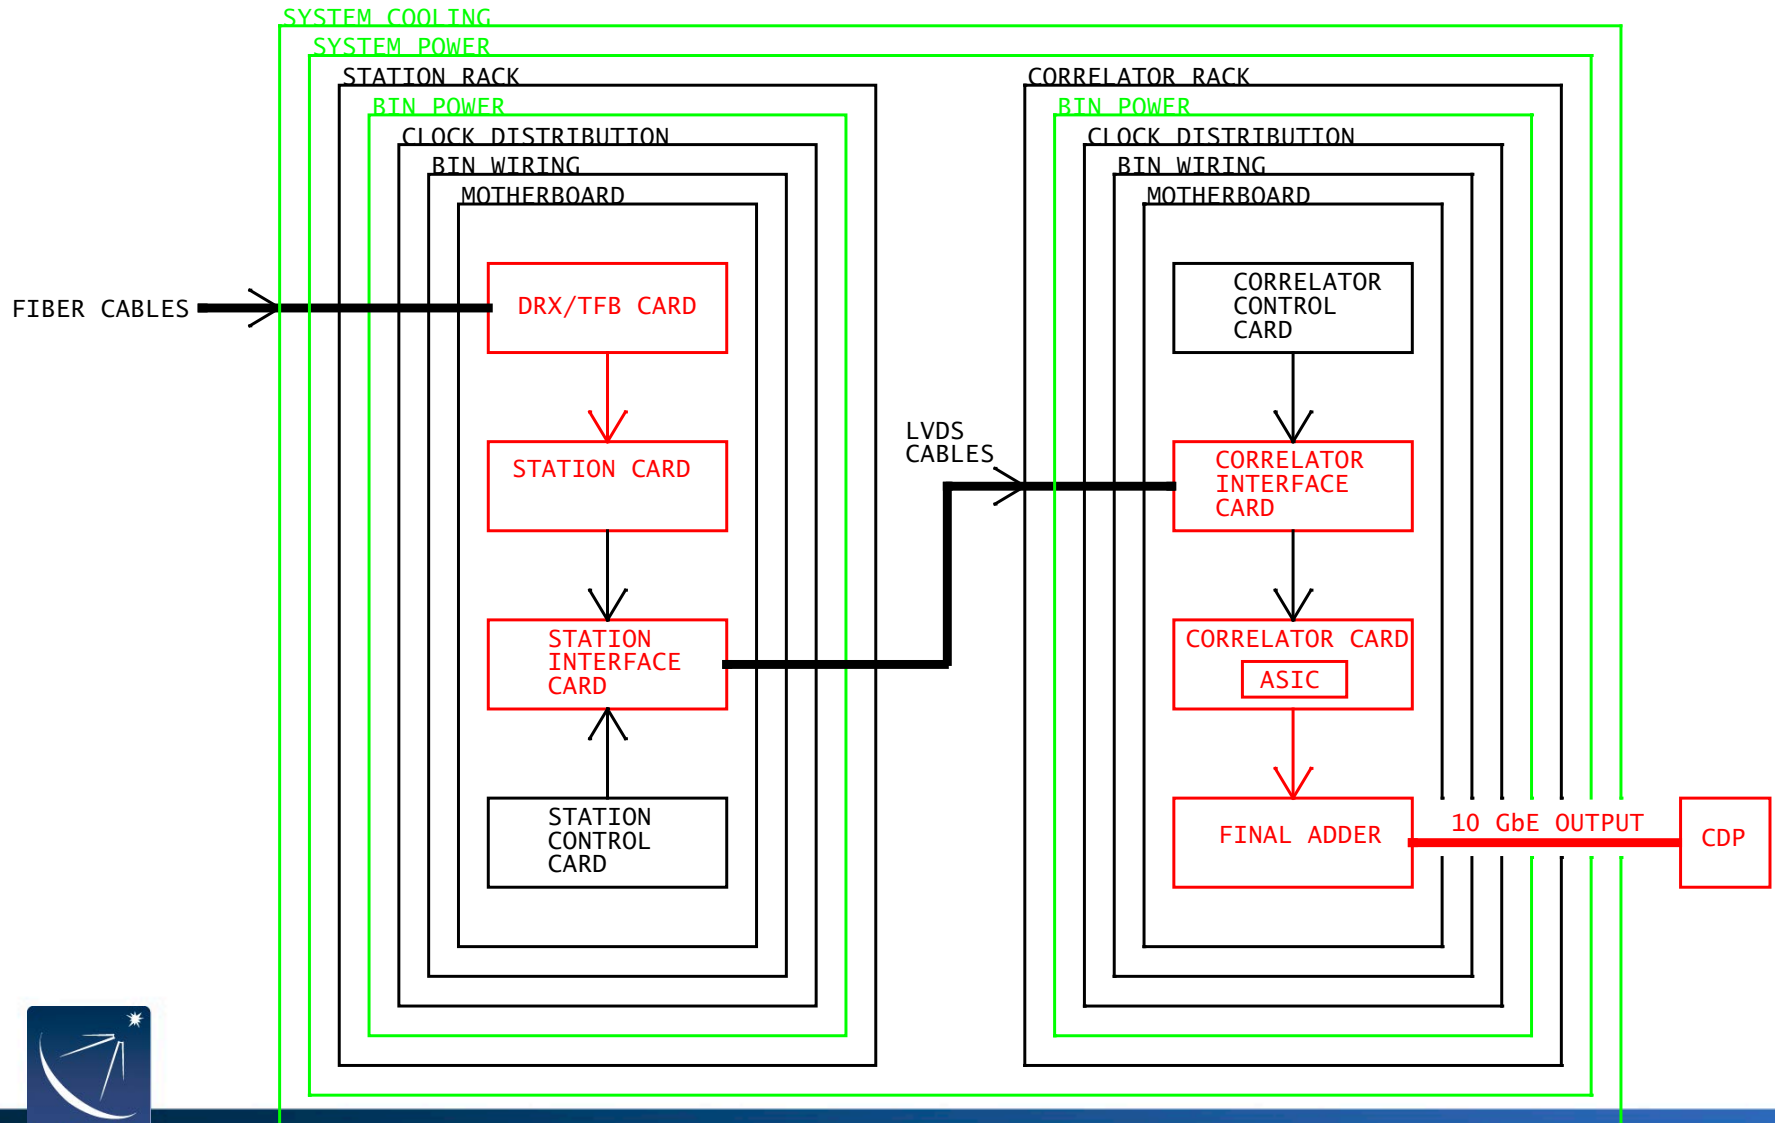 SYSTEM COOLING
SYSTEM POWER
STATION RACK
BIN POWER
CLOCK DISTRIBUTION
BIN WIRING
MOTHERBOARD
FIBER CABLES
DRX/TFB CARD
STATION CARD
STATION
INTERFACE
CARD
STATION
CONTROL
CARD
LVDS
CABLES
CORRELATOR RACK
BIN POWER
CLOCK DISTRIBUTION
BIN WIRING
MOTHERBOARD
CORRELATOR
CONTROL
CARD
CORRELATOR
INTERFACE
CARD
CORRELATOR CARD
ASIC
FINAL ADDER
10 GbE OUTPUT
CDP